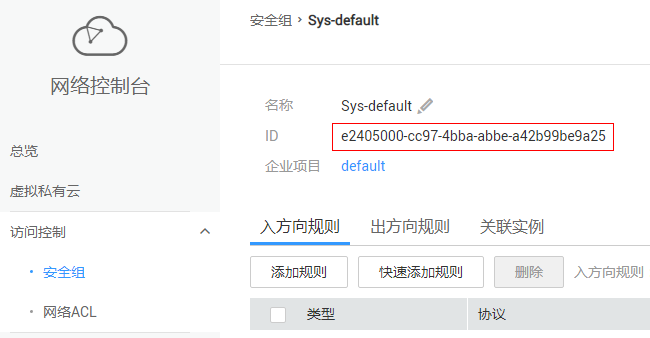 网络控制台
总览
虚拟私有云
访问控制
安全组
网络ACL
安全组 › Sys-default
名称 Sys-default
ID e2405000-cc97-4bba-abbe-a42b99be9a25
企业项目 default
入方向规则 出方向规则 关联实例
添加规则 快速添加规则 删除 入方向规则
类型 协议